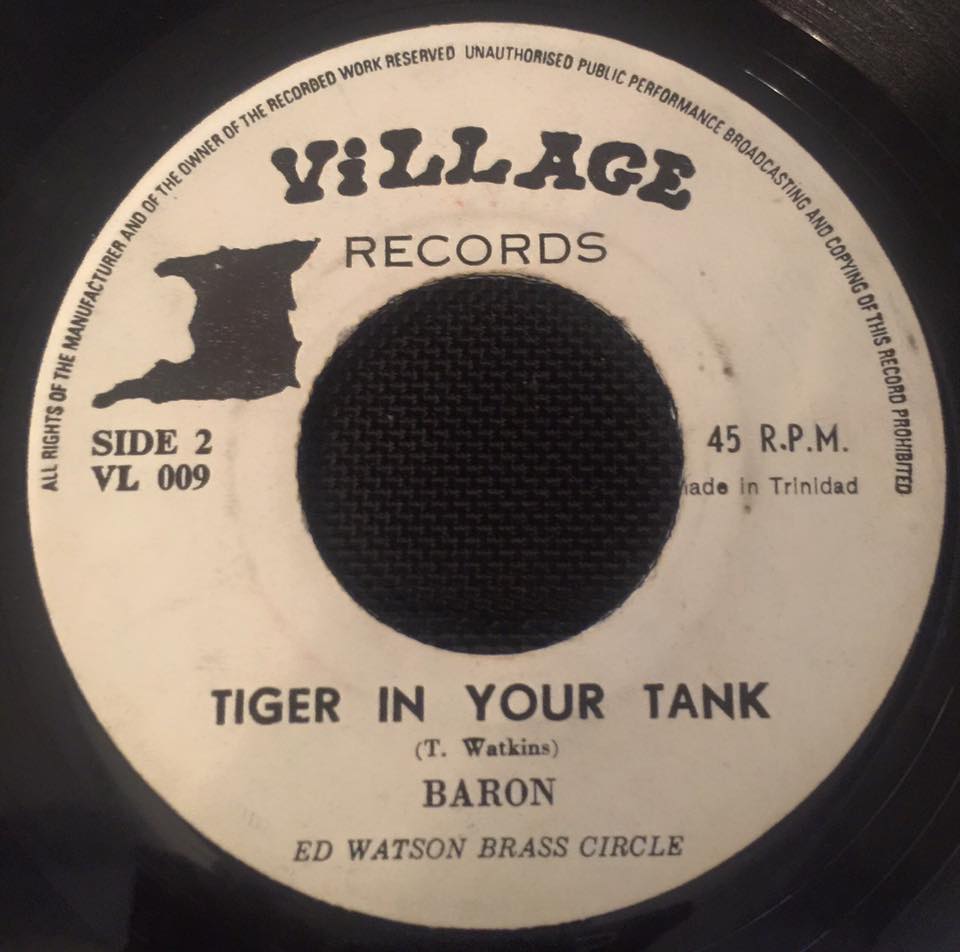 ALL RIGHTS OF THE MANUFACTURER AND OF THE OWNER OF THE RECORDED WORK RESERVED UNAUTHORISED PUBLIC PERFORMANCE BROADCASTING AND COPYING OF THIS RECORD PROHIBITED
ViLLAGE
RECORDS
SIDE 2
VL 009
45 R.P.M.
ade in Trinidad
TIGER IN YOUR TANK
(T. Watkins)
BARON
ED WATSON BRASS CIRCLE